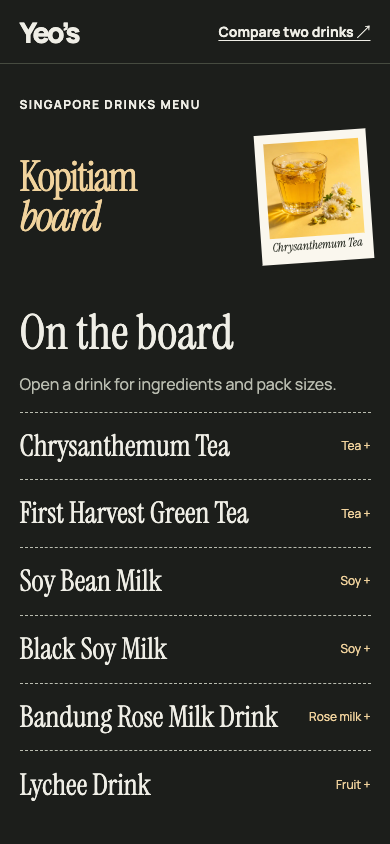 Yeo's
Compare two drinks ↗
SINGAPORE DRINKS MENU
Kopitiam
board
Chrysanthemum Tea
On the board
Open a drink for ingredients and pack sizes.
Chrysanthemum Tea
Tea +
First Harvest Green Tea
Tea +
Soy Bean Milk
Soy +
Black Soy Milk
Soy +
Bandung Rose Milk Drink
Rose milk +
Lychee Drink
Fruit +